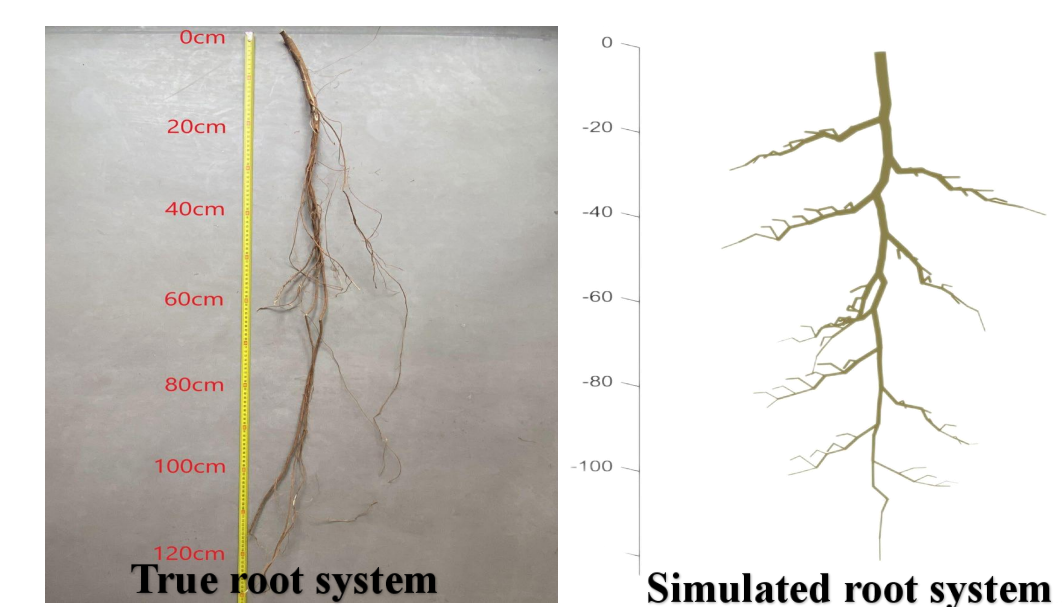 0cm
20cm
40cm
60cm
80cm
100cm
120cm
True root system
0
-20
-40
-60
-80
-100
Simulated root system